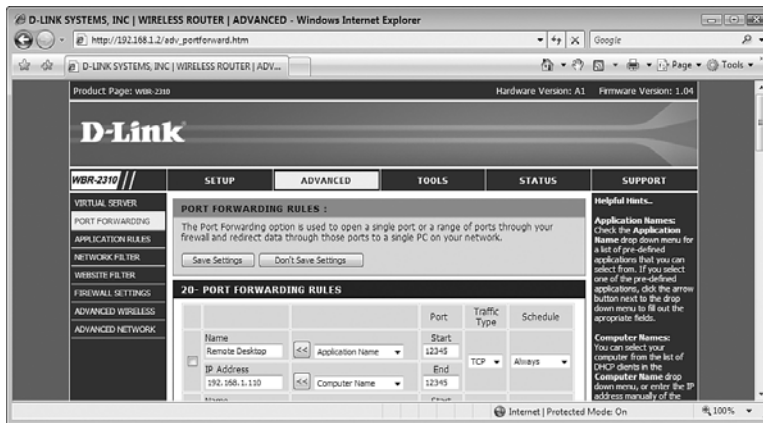 D-LINK SYSTEMS, INC | WIRELESS ROUTER | ADVANCED - Windows Internet Explorer
http://192.168.1.2/adv_portforward.htm
Google
D-LINK SYSTEMS, INC | WIRELESS ROUTER | ADV...
Page
Tools
Product Page: WBR-2310
Hardware Version: A1
Firmware Version: 1.04
D-Link
WBR-2310
SETUP
ADVANCED
TOOLS
STATUS
SUPPORT
VIRTUAL SERVER
PORT FORWARDING
APPLICATION RULES
NETWORK FILTER
WEBSITE FILTER
FIREWALL SETTINGS
ADVANCED WIRELESS
ADVANCED NETWORK
PORT FORWARDING RULES :
The Port Forwarding option is used to open a single port or a range of ports through your
firewall and redirect data through those ports to a single PC on your network.
Save Settings
Don't Save Settings
20- PORT FORWARDING RULES
Port
Traffic
Type
Schedule
Name
Remote Desktop
<<
Application Name
Start
12345
TCP
Always
IP Address
192.168.1.110
<<
Computer Name
End
12345
Name
Start
Helpful Hints..
Application Names:
Check the Application
Name drop down menu for
a list of pre-defined
applications that you can
select from. If you select
one of the pre-defined
applications, click the arrow
button next to the drop
down menu to fill out the
apropriate fields.
Computer Names:
You can select your
computer from the list of
DHCP clients in the
Computer Name drop
down menu, or enter the IP
address manually of the
Internet | Protected Mode: On
100%